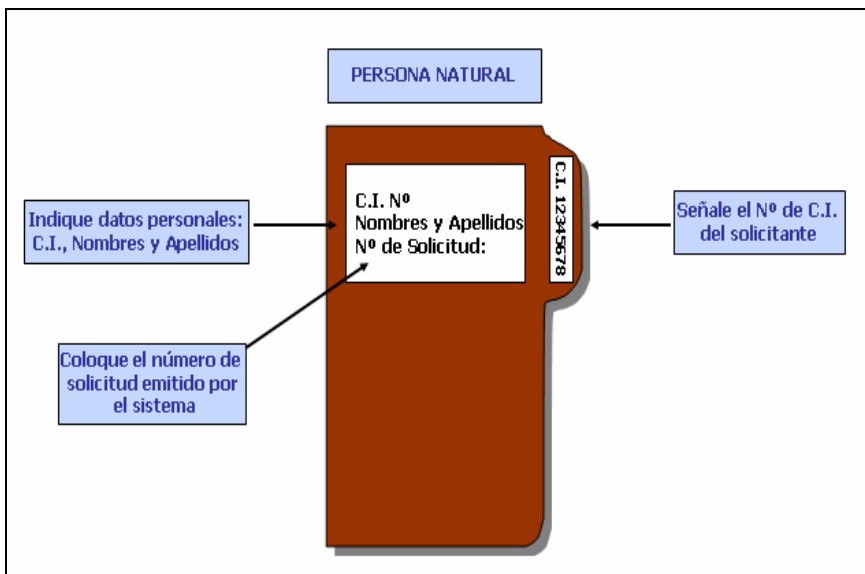 PERSONA NATURAL
Indique datos personales:
C.I., Nombres y Apellidos
C.I. Nº
Nombres y Apellidos
Nº de Solicitud:
C.I. 12345678
Señale el Nº de C.I.
del solicitante
Coloque el número de
solicitud emitido por
el sistema